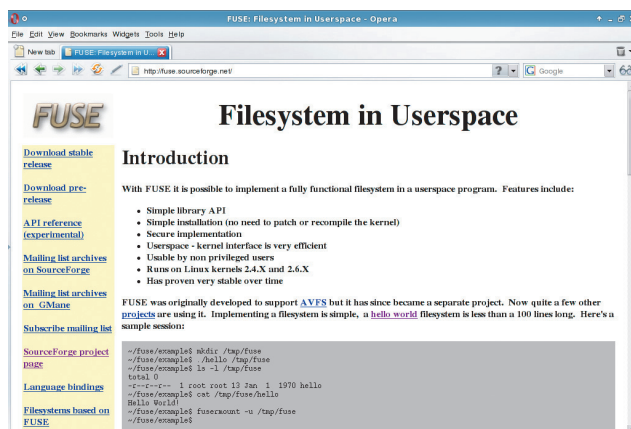 FUSE: Filesystem in Userspace - Opera
File Edit View Bookmarks Widgets Tools Help
New tab FUSE: Filesystem in U...
http://fuse.sourceforge.net/ ? G Google
FUSE
Filesystem in Userspace
Download stable
release
Download pre-
release
API reference
(experimental)
Mailing list archives
on SourceForge
Mailing list archives
on GMane
Subscribe mailing list
SourceForge project
page
Language bindings
Filesystems based on
FUSE
Introduction
With FUSE it is possible to implement a fully functional filesystem in a userspace program. Features include:
• Simple library API
• Simple installation (no need to patch or recompile the kernel)
• Secure implementation
• Userspace - kernel interface is very efficient
• Usable by non privileged users
• Runs on Linux kernels 2.4.X and 2.6.X
• Has proven very stable over time
FUSE was originally developed to support AVFS but it has since became a separate project. Now quite a few other
projects are using it. Implementing a filesystem is simple, a hello world filesystem is less than a 100 lines long. Here's a
sample session:
~/fuse/example$ mkdir /tmp/fuse
~/fuse/example$ ./hello /tmp/fuse
~/fuse/example$ ls -l /tmp/fuse
total 0
-r--r--r-- 1 root root 13 Jan 1 1970 hello
~/fuse/example$ cat /tmp/fuse/hello
Hello World!
~/fuse/example$ fusermount -u /tmp/fuse
~/fuse/example$